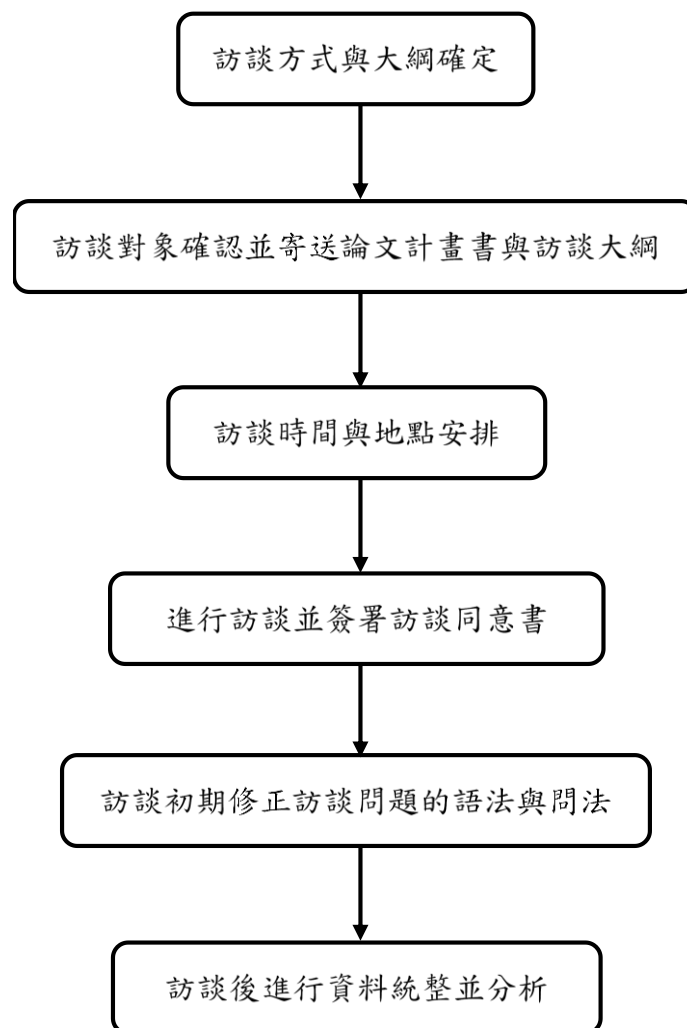 訪談方式與大綱確定
訪談對象確認並寄送論文計畫書與訪談大綱
訪談時間與地點安排
進行訪談並簽署訪談同意書
訪談初期修正訪談問題的語法與問法
訪談後進行資料統整並分析